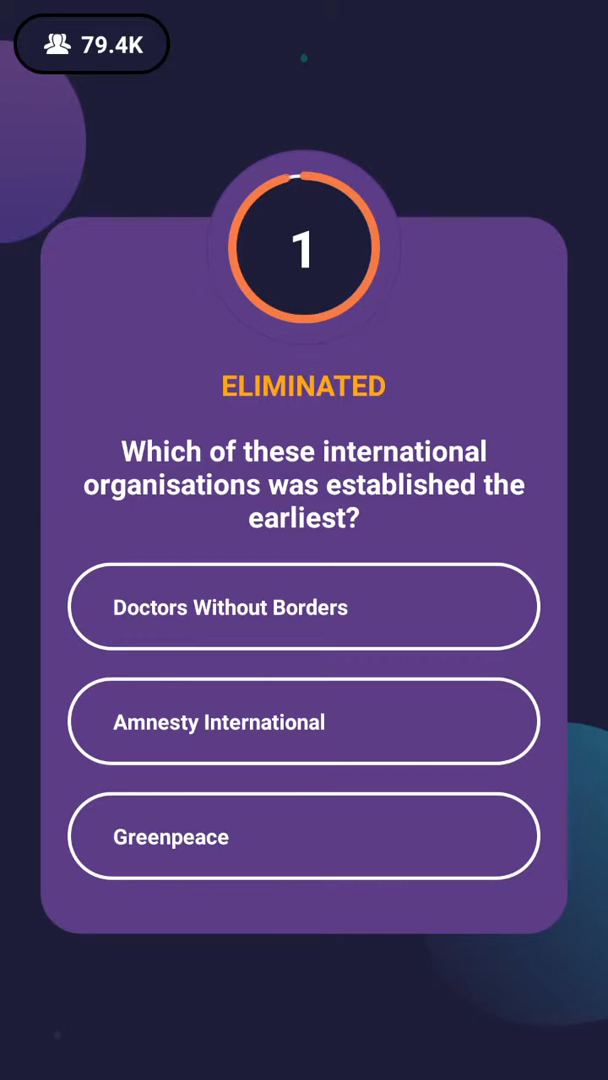 79.4K
1
ELIMINATED
Which of these international
organisations was established the
earliest?
Doctors Without Borders
Amnesty International
Greenpeace